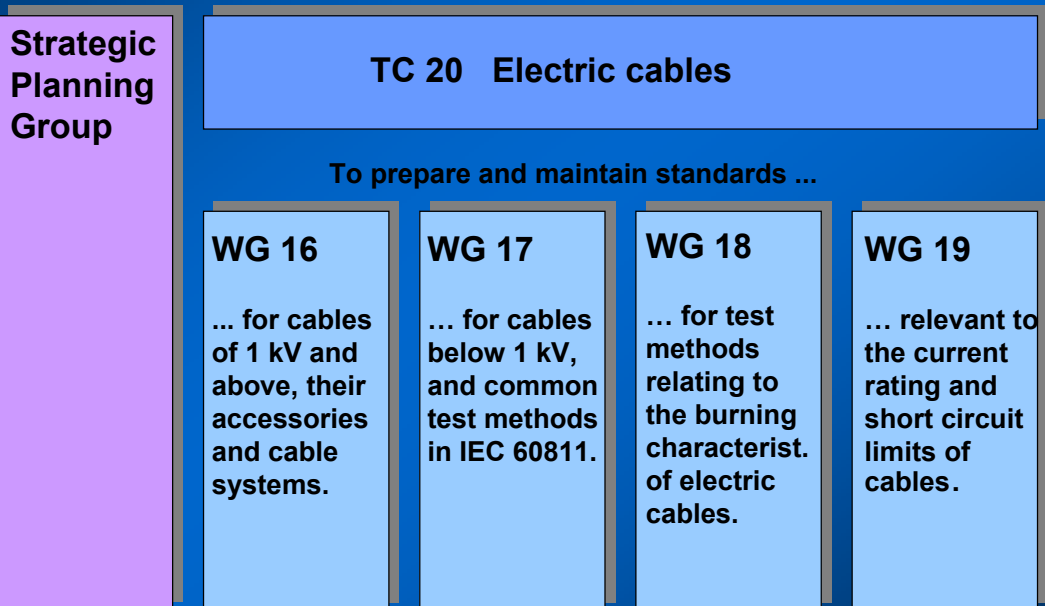 Strategic
Planning
Group
TC 20 Electric cables
To prepare and maintain standards ...
WG 16
... for cables
of 1 kV and
above, their
accessories
and cable
systems.
WG 17
… for cables
below 1 kV,
and common
test methods
in IEC 60811.
WG 18
… for test
methods
relating to
the burning
characterist.
of electric
cables.
WG 19
… relevant to
the current
rating and
short circuit
limits of
cables.